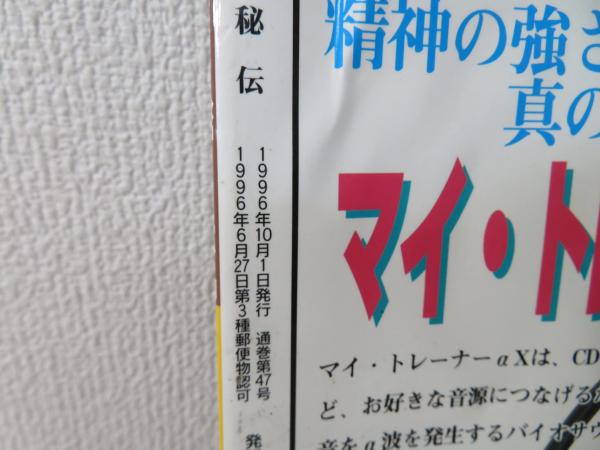 秘伝
1996年10月1日発行 通巻第47号
1996年6月27日第3種郵便物認可
発
精神の強さ
真の
マイ・ト
マイ・トレーナーαXは、CD
ど、お好きな音源につなげるだ
音をα波を発生するバイオサウ